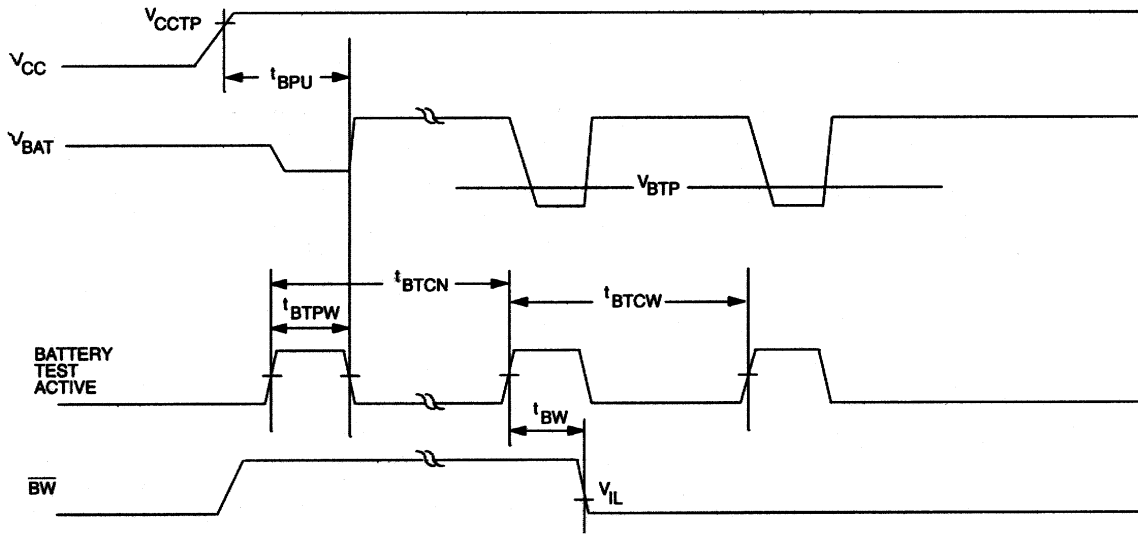 VCCTP
VCC
tBPU
VBAT
VBTP
tBTCN
tBTCW
tBTPW
BATTERY
TEST
ACTIVE
tBW
BW
VIL